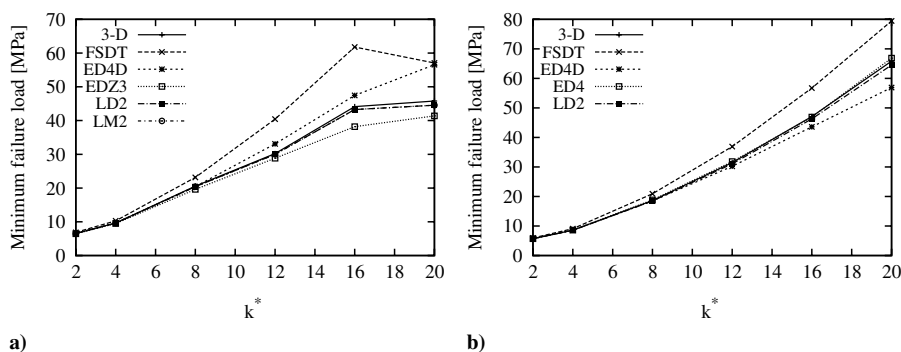 Minimum failure load [MPa]
70
60
50
40
30
20
10
0
3-D
FSDT
ED4D
EDZ3
LD2
LM2
2 4 6 8 10 12 14 16 18 20
k*
a)
Minimum failure load [MPa]
80
70
60
50
40
30
20
10
0
3-D
FSDT
ED4D
ED4
LD2
2 4 6 8 10 12 14 16 18 20
k*
b)